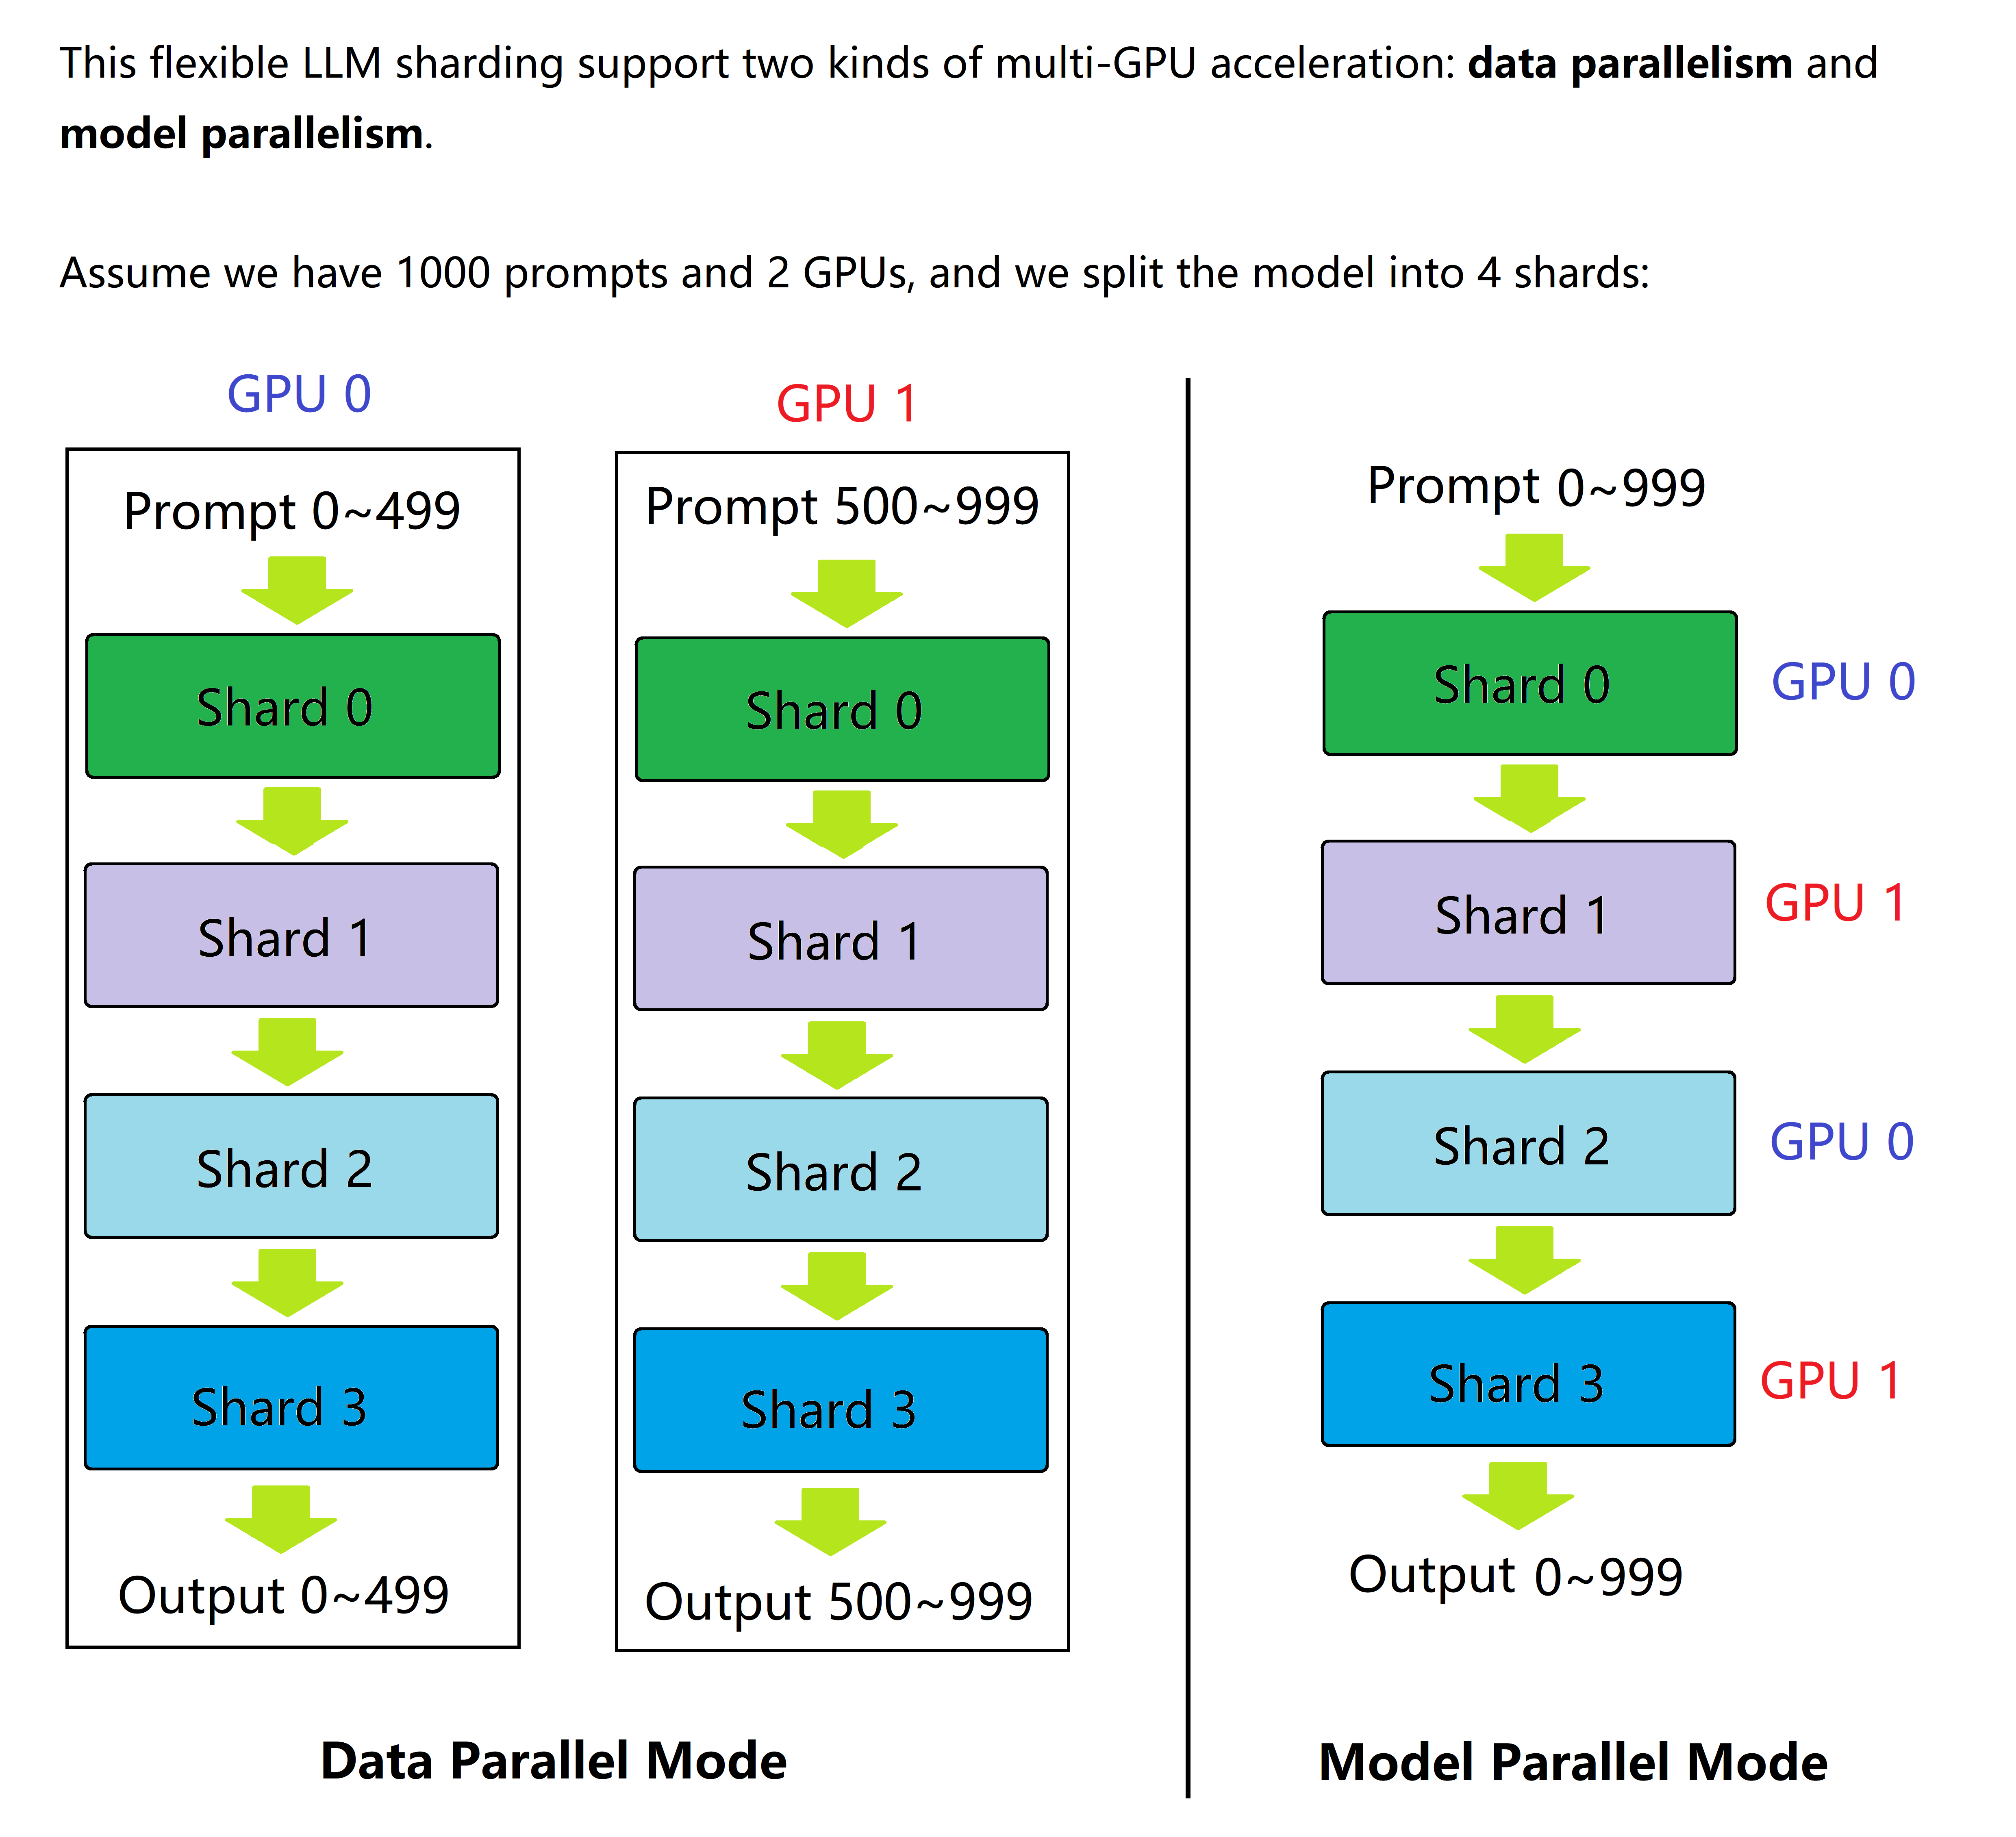 This flexible LLM sharding support two kinds of multi-GPU acceleration: data parallelism and
model parallelism.
Assume we have 1000 prompts and 2 GPUs, and we split the model into 4 shards:
GPU 0
Prompt 0~499
Shard 0
Shard 1
Shard 2
Shard 3
Output 0~499
GPU 1
Prompt 500~999
Shard 0
Shard 1
Shard 2
Shard 3
Output 500~999
Data Parallel Mode
Prompt 0~999
Shard 0 GPU 0
Shard 1 GPU 1
Shard 2 GPU 0
Shard 3 GPU 1
Output 0~999
Model Parallel Mode